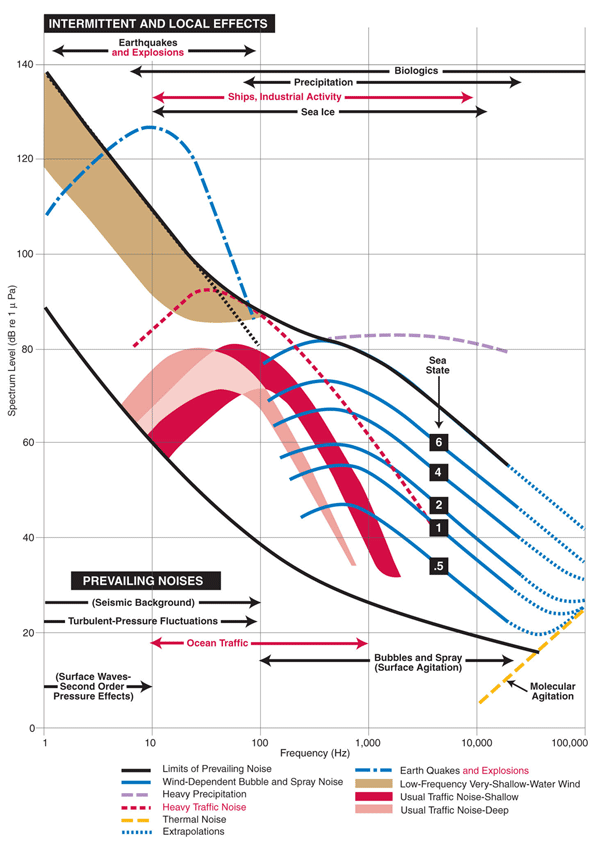 INTERMITTENT AND LOCAL EFFECTS
Earthquakes
and Explosions
Biologics
Precipitation
Ships, Industrial Activity
Sea Ice
140
120
100
80
60
40
20
0
Spectrum Level (dB re 1 µ Pa)
Sea
State
6
4
2
1
.5
PREVAILING NOISES
(Seismic Background)
Turbulent-Pressure Fluctuations
Ocean Traffic
Bubbles and Spray
(Surface Agitation)
(Surface Waves-
Second Order
Pressure Effects)
Molecular
Agitation
1
10
100
1,000
10,000
100,000
Frequency (Hz)
Limits of Prevailing Noise
Wind-Dependent Bubble and Spray Noise
Heavy Precipitation
Heavy Traffic Noise
Thermal Noise
Extrapolations
Earth Quakes and Explosions
Low-Frequency Very-Shallow-Water Wind
Usual Traffic Noise-Shallow
Usual Traffic Noise-Deep